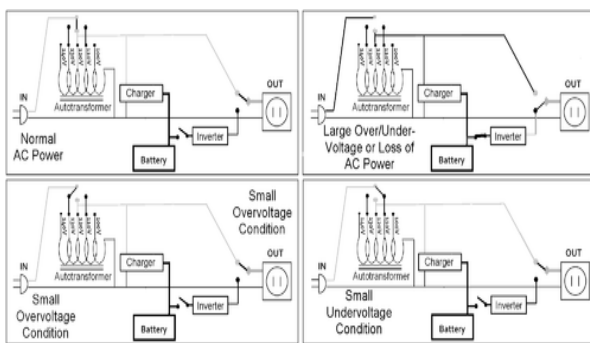 IN
Autotransformer
Charger
Battery
Inverter
OUT
Normal
AC Power
IN
Autotransformer
Charger
Battery
Inverter
OUT
Large Over/Under-
Voltage or Loss of
AC Power
IN
Autotransformer
Charger
Battery
Inverter
OUT
Small
Overvoltage
Condition
Small
Overvoltage
Condition
IN
Autotransformer
Charger
Battery
Inverter
OUT
Small
Undervoltage
Condition